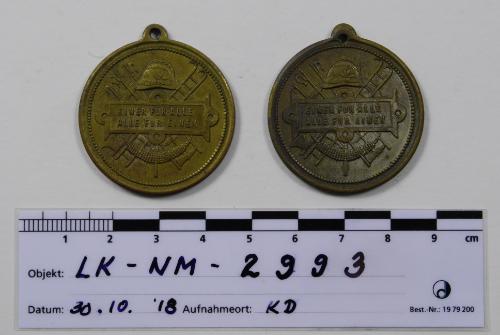 EINER FÜR ALLE
ALLE FÜR EINEN
EINER FÜR ALLE
ALLE FÜR EINEN
1 2 3 4 5 6 7 8 9 cm
Objekt: LK-NM-2993
Datum: 30.10.'18 Aufnahmeort: KD
Best.-Nr.: 19 79 200